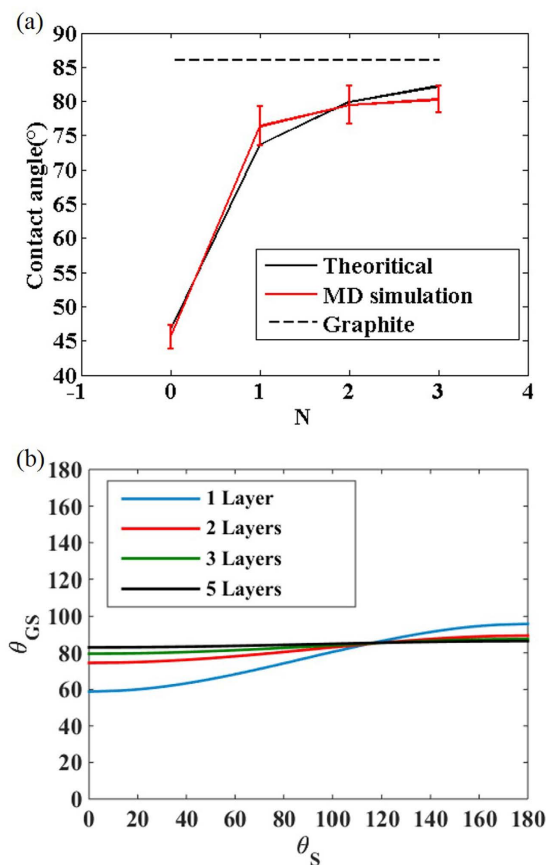 (a)
90
85
80
75
70
65
60
55
50
45
40
Contact angle(°)
Theoritical
MD simulation
Graphite
-1 0 1 2 3 4
N
(b)
180
160
140
120
100
80
60
40
20
0
θGS
1 Layer
2 Layers
3 Layers
5 Layers
0 20 40 60 80 100 120 140 160 180
θS